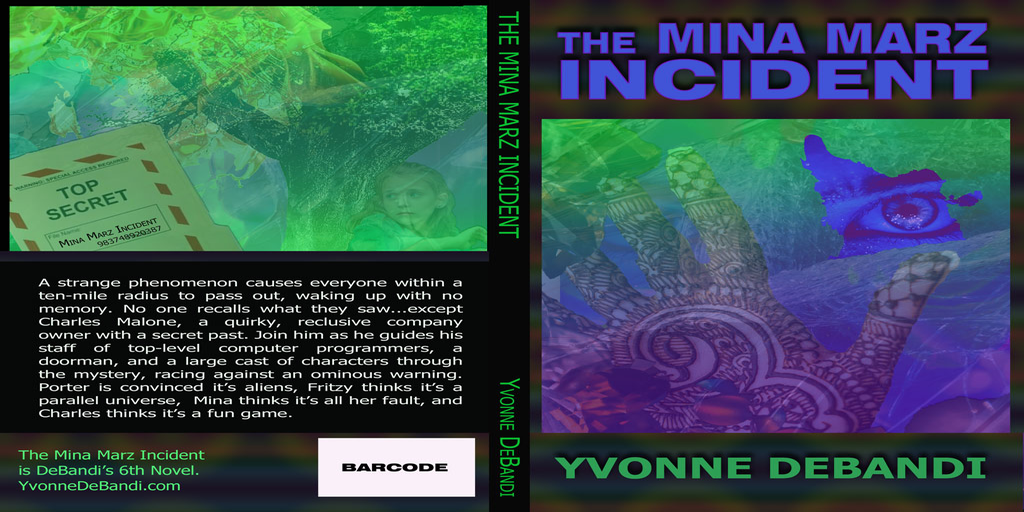 WARNING: SPECIAL ACCESS REQUIRED
TOP
SECRET
File Name:
MINA MARZ INCIDENT
983748920387
A strange phenomenon causes everyone within a
ten-mile radius to pass out, waking up with no
memory. No one recalls what they saw...except
Charles Malone, a quirky, reclusive company
owner with a secret past. Join him as he guides his
staff of top-level computer programmers, a
doorman, and a large cast of characters through
the mystery, racing against an ominous warning.
Porter is convinced it's aliens, Fritzy thinks it's a
parallel universe, Mina thinks it's all her fault, and
Charles thinks it's a fun game.
The Mina Marz Incident
is DeBandi's 6th Novel.
YvonneDeBandi.com
BARCODE
THE MINA MARZ INCIDENT
YVONNE DEBANDI
THE MINA MARZ
INCIDENT
YVONNE DEBANDI